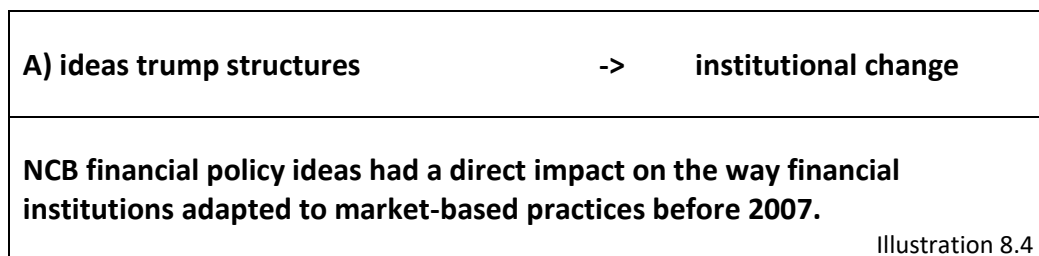 A) ideas trump structures -> institutional change
NCB financial policy ideas had a direct impact on the way financial
institutions adapted to market-based practices before 2007.
Illustration 8.4